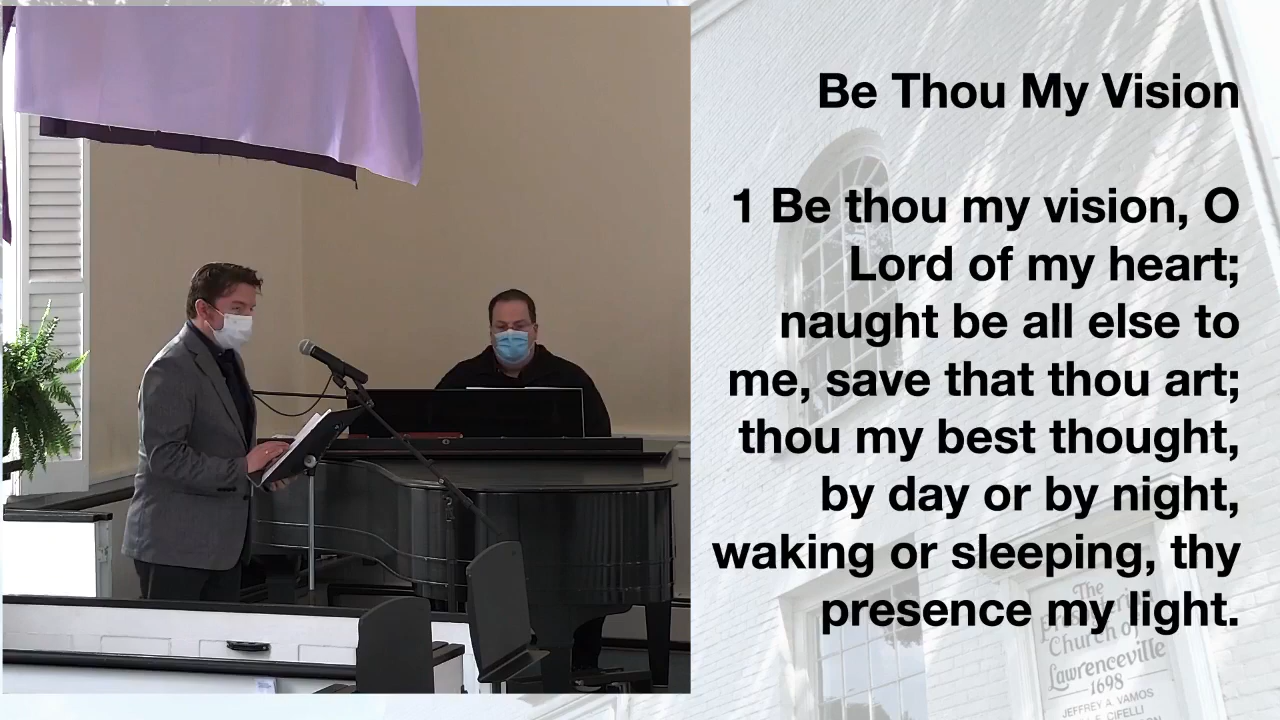 Be Thou My Vision
1 Be thou my vision, O
Lord of my heart;
naught be all else to
me, save that thou art;
thou my best thought,
by day or by night,
waking or sleeping, thy
presence my light.
The
Church of
Lawrenceville
1698
JEFFREY A. VAMOS
CIFELLI